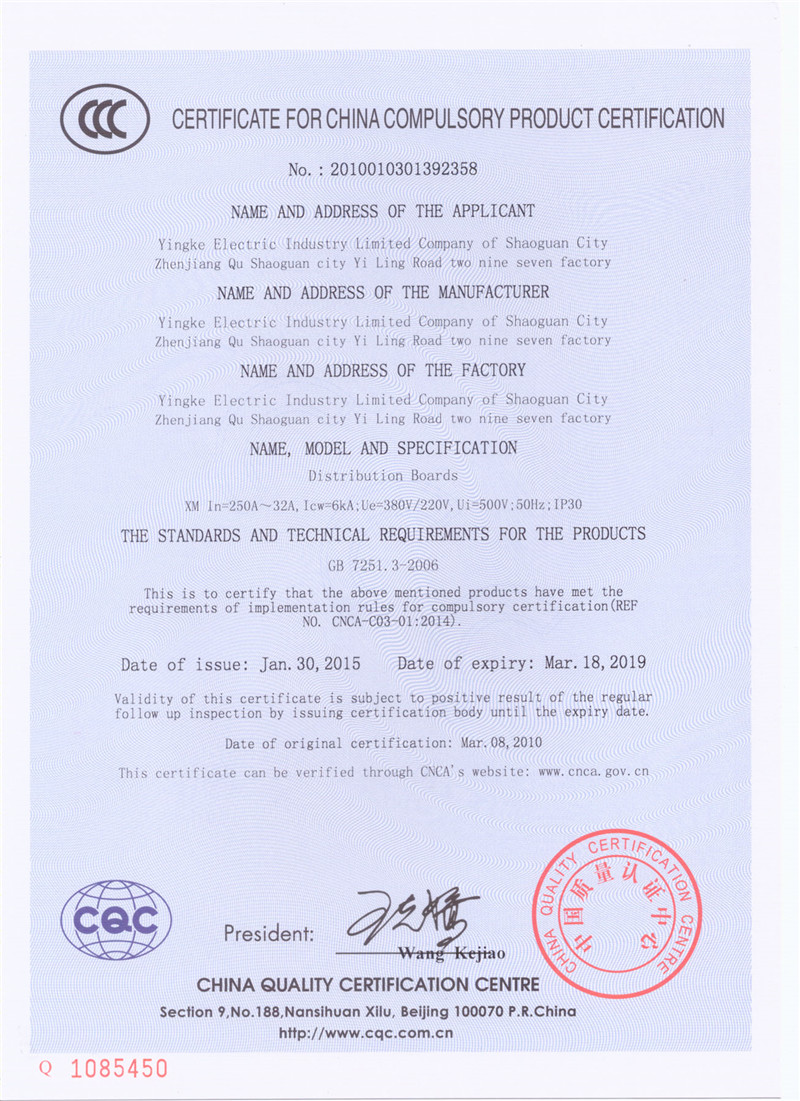 CCC
CERTIFICATE FOR CHINA COMPULSORY PRODUCT CERTIFICATION
No. : 2010010301392358
NAME AND ADDRESS OF THE APPLICANT
Yingke Electric Industry Limited Company of Shaoguan City
Zhenjiang Qu Shaoguan city Yi Ling Road two nine seven factory
NAME AND ADDRESS OF THE MANUFACTURER
Yingke Electric Industry Limited Company of Shaoguan City
Zhenjiang Qu Shaoguan city Yi Ling Road two nine seven factory
NAME AND ADDRESS OF THE FACTORY
Yingke Electric Industry Limited Company of Shaoguan City
Zhenjiang Qu Shaoguan city Yi Ling Road two nine seven factory
NAME, MODEL AND SPECIFICATION
Distribution Boards
XM In=250A～32A,Icw=6kA;Ue=380V/220V,Ui=500V;50Hz;IP30
THE STANDARDS AND TECHNICAL REQUIREMENTS FOR THE PRODUCTS
GB 7251.3-2006
This is to certify that the above mentioned products have met the
requirements of implementation rules for compulsory certification(REF
NO. CNCA-C03-01:2014).
Date of issue: Jan.30,2015 Date of expiry: Mar.18,2019
Validity of this certificate is subject to positive result of the regular
follow up inspection by issuing certification body until the expiry date.
Date of original certification: Mar.08,2010
This certificate can be verified through CNCA's website: www.cnca.gov.cn
CQC
President:
王克娇
Wang Kejiao
CHINA QUALITY CERTIFICATION CENTRE
中国质量认证中心
CHINA QUALITY CERTIFICATION CENTRE
Section 9,No.188,Nansihuan Xilu, Beijing 100070 P.R.China
http://www.cqc.com.cn
Q 1085450